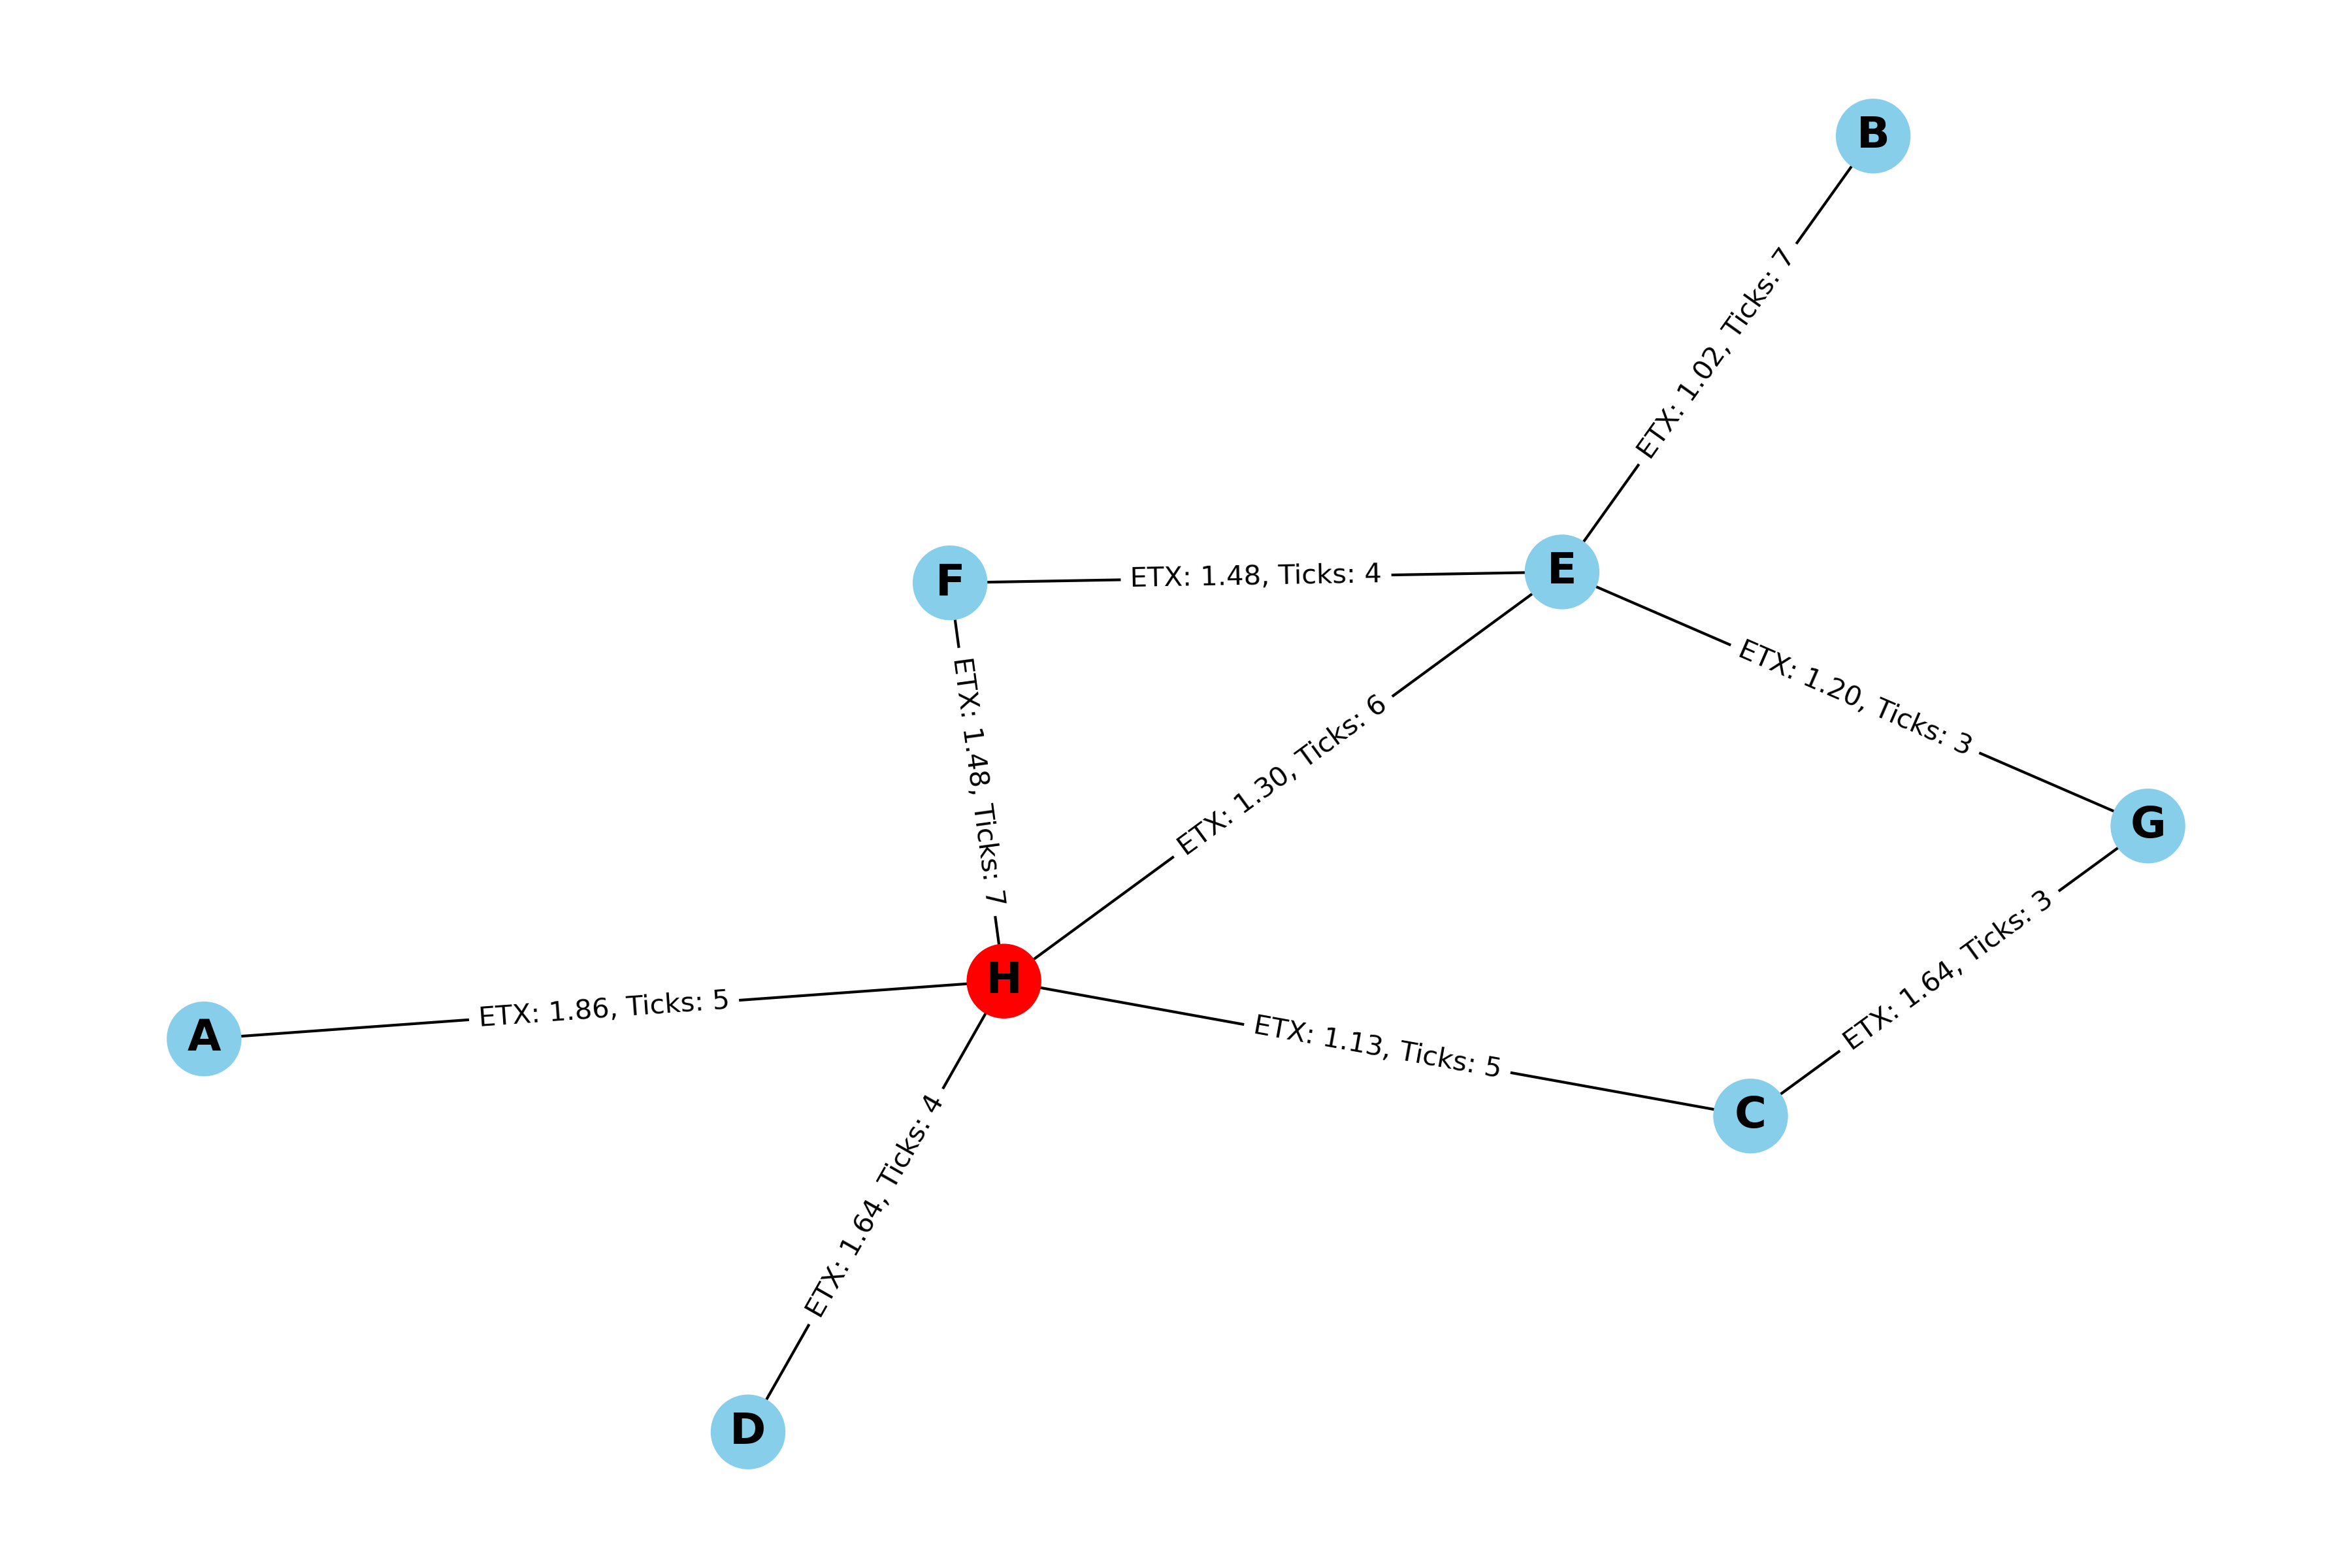 B
ETX: 1.02, Ticks: 7
F
ETX: 1.48, Ticks: 4
E
ETX: 1.20, Ticks: 3
ETX: 1.48, Ticks: 7
ETX: 1.30, Ticks: 6
G
H
ETX: 1.64, Ticks: 3
A
ETX: 1.86, Ticks: 5
ETX: 1.13, Ticks: 5
C
ETX: 1.64, Ticks: 4
D